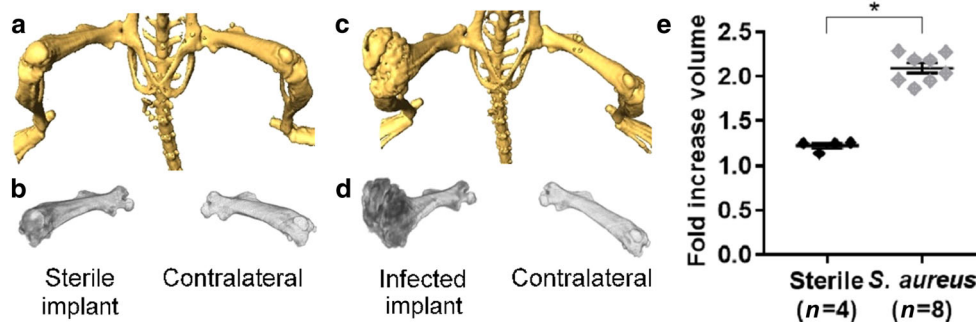 a
b
Sterile
implant
Contralateral
c
d
Infected
implant
Contralateral
e
*
Fold increase volume
2.5
2.0
1.5
1.0
0.5
0.0
Sterile S. aureus
(n=4) (n=8)